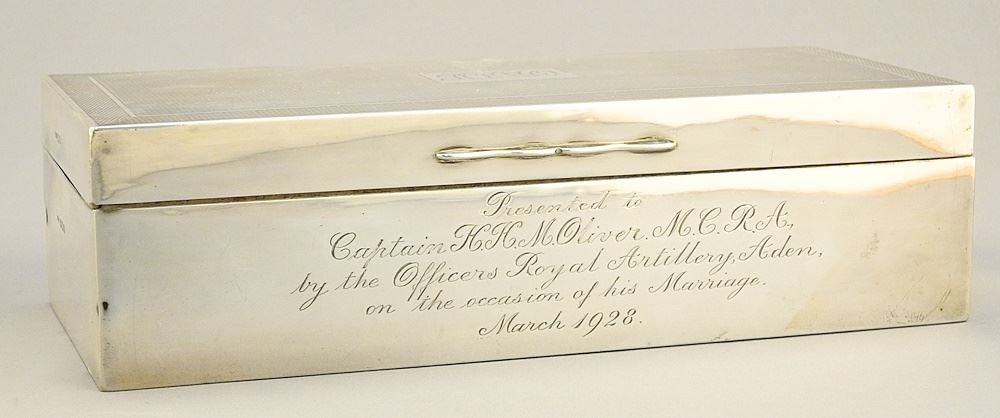 Presented to
Captain H.H.M. Oliver. M.C. R.A.,
by the Officers Royal Artillery, Aden,
on the occasion of his Marriage.
March 1928.